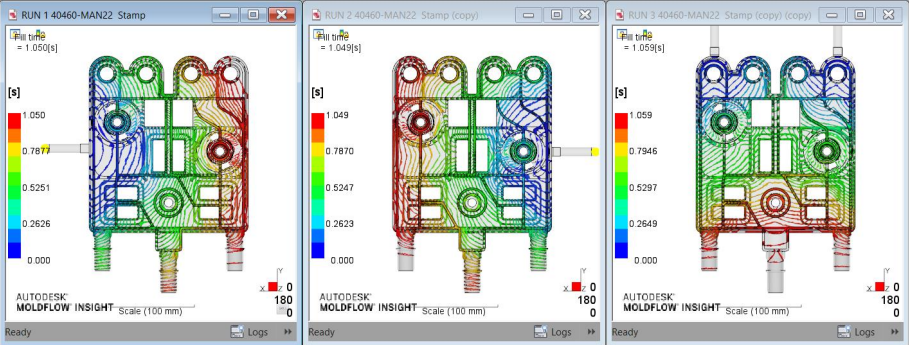 RUN 1 40460-MAN22 Stamp
Fill time
= 1.050[s]
[s]
1.050
0.7877
0.5251
0.2626
0.000
Y
X Z 0
180
0
AUTODESK®
MOLDFLOW® INSIGHT
Scale (100 mm)
Ready
Logs
RUN 2 40460-MAN22 Stamp (copy)
Fill time
= 1.049[s]
[s]
1.049
0.7870
0.5247
0.2623
0.000
Y
X Z 0
180
0
AUTODESK®
MOLDFLOW® INSIGHT
Scale (100 mm)
Ready
Logs
RUN 3 40460-MAN22 Stamp (copy) (copy)
Fill time
= 1.059[s]
[s]
1.059
0.7946
0.5297
0.2649
0.000
Y
X Z 0
180
0
AUTODESK®
MOLDFLOW® INSIGHT
Scale (100 mm)
Ready
Logs